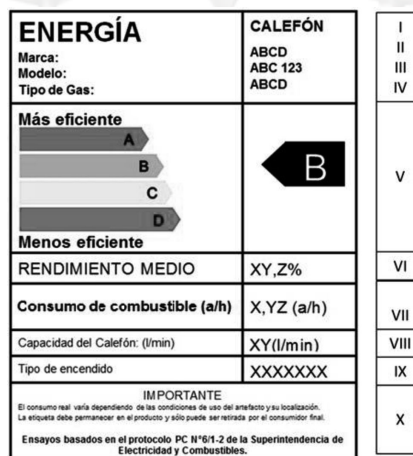 ENERGÍA
CALEFÓN
Marca:
ABCD
Modelo:
ABC 123
Tipo de Gas:
ABCD
I
II
III
IV
Más eficiente
A
B
C
D
Menos eficiente
B
V
RENDIMIENTO MEDIO
XY,Z%
VI
Consumo de combustible (a/h)
X,YZ (a/h)
VII
Capacidad del Calefón: (l/min)
XY(l/min)
VIII
Tipo de encendido
XXXXXXX
IX
IMPORTANTE
El consumo real varía dependiendo de las condiciones de uso del artefacto y su localización.
La etiqueta debe permanecer en el producto y sólo puede ser retirada por el consumidor final.
Ensayos basados en el protocolo PC N°6/1-2 de la Superintendencia de
Electricidad y Combustibles.
X